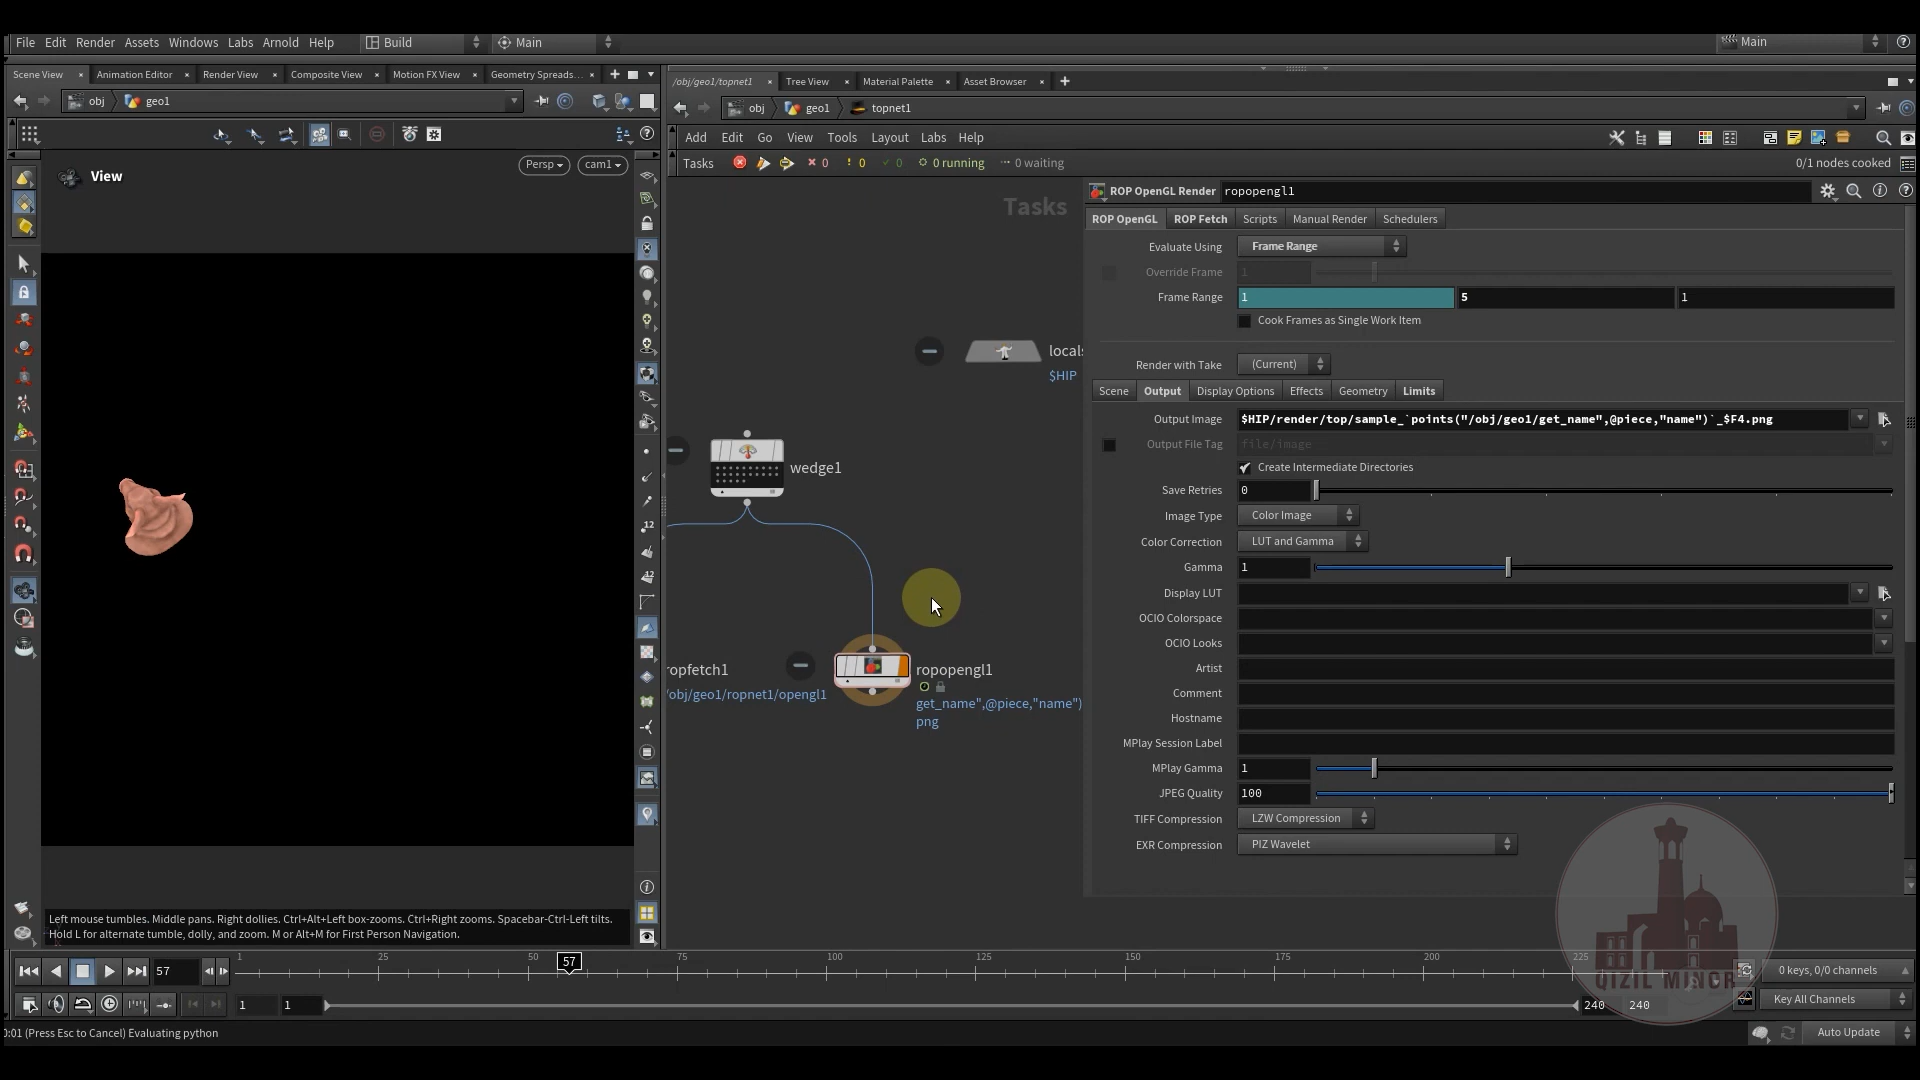 File Edit Render Assets Windows Labs Arnold Help Build Main Main
Scene View Animation Editor Render View Composite View Motion FX View Geometry Spreads...
obj geo1
View
Persp cam1
Left mouse tumbles. Middle pans. Right dollies. Ctrl+Alt+Left box-zooms. Ctrl+Right zooms. Spacebar-Ctrl-Left tilts.
Hold L for alternate tumble, dolly, and zoom. M or Alt+M for First Person Navigation.
/obj/geo1/topnet1 Tree View Material Palette Asset Browser
obj geo1 topnet1
Add Edit Go View Tools Layout Labs Help
Tasks 0 0 0 0 running 0 waiting 0/1 nodes cooked
Tasks
locals
$HIP
wedge1
ropfetch1
/obj/geo1/ropnet1/opengl1
ropopengl1
get_name",@piece,"name")
png
ROP OpenGL Render ropopengl1
ROP OpenGL ROP Fetch Scripts Manual Render Schedulers
Evaluate Using Frame Range
Override Frame 1
Frame Range 1 5 1
Cook Frames as Single Work Item
Render with Take (Current)
Scene Output Display Options Effects Geometry Limits
Output Image $HIP/render/top/sample_`points("/obj/geo1/get_name",@piece,"name")`_$F4.png
Output File Tag file/image
Create Intermediate Directories
Save Retries 0
Image Type Color Image
Color Correction LUT and Gamma
Gamma 1
Display LUT
OCIO Colorspace
OCIO Looks
Artist
Comment
Hostname
MPlay Session Label
MPlay Gamma 1
JPEG Quality 100
TIFF Compression LZW Compression
EXR Compression PIZ Wavelet
QIZIL MINOR
57 1 25 50 57 75 100 125 150 175 200 225 0 keys, 0/0 channels
1 1 240 240 Key All Channels
0:01 (Press Esc to Cancel) Evaluating python Auto Update